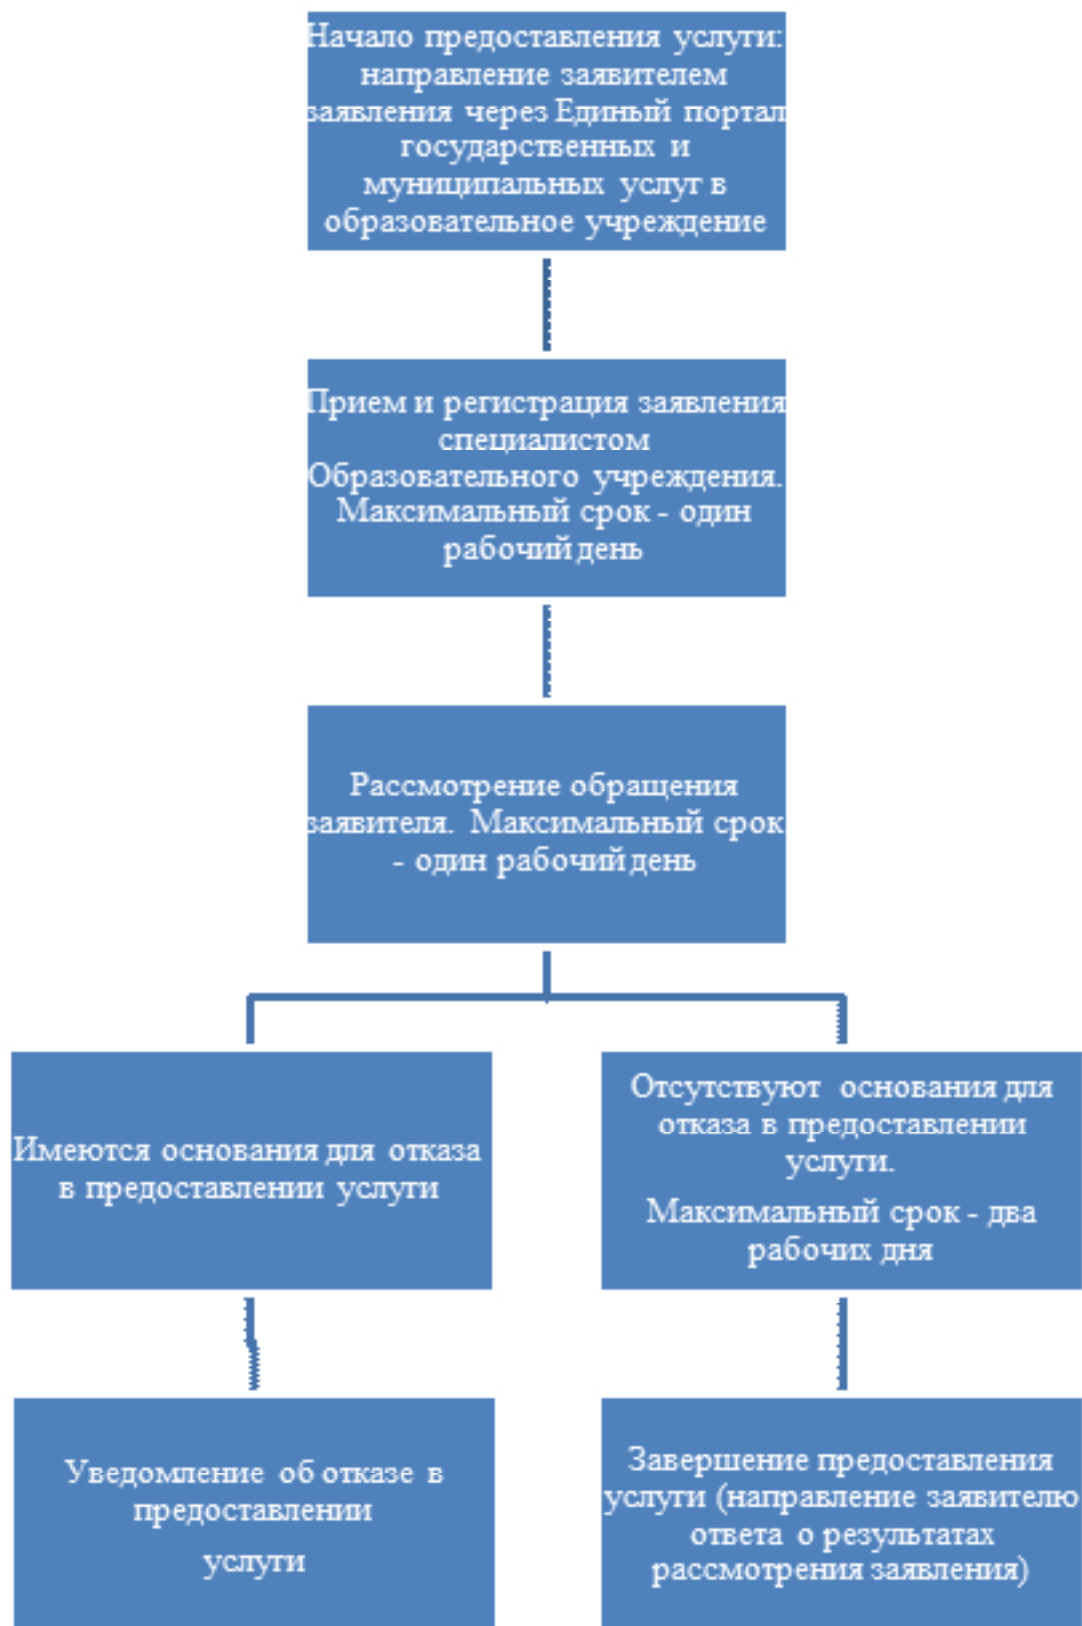 Начало предоставления услуги:
направление заявителем
заявления через Единый портал
государственных и
муниципальных услуг в
образовательное учреждение
Прием и регистрация заявления
специалистом
Образовательного учреждения.
Максимальный срок - один
рабочий день
Рассмотрение обращения
заявителя. Максимальный срок
- один рабочий день
Имеются основания для отказа
в предоставлении услуги
Отсутствуют основания для
отказа в предоставлении
услуги.
Максимальный срок - два
рабочих дня
Уведомление об отказе в
предоставлении
услуги
Завершение предоставления
услуги (направление заявителю
ответа о результатах
рассмотрения заявления)